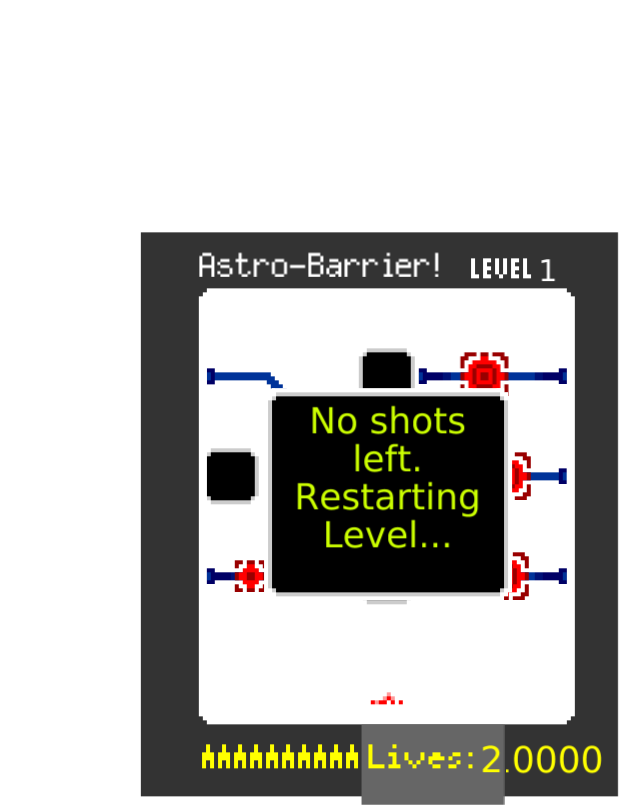 Astro-Barrier! LEVEL 1
No shots
left.
Restarting
Level...
Lives:2.0000